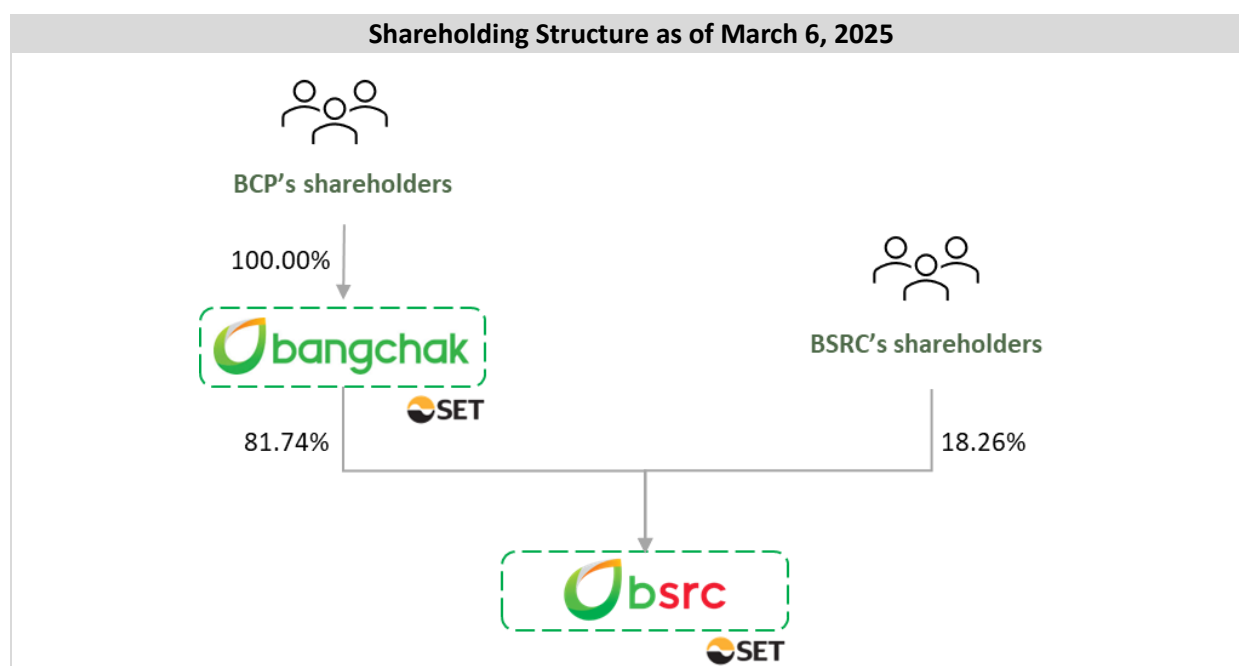 Shareholding Structure as of March 6, 2025
BCP's shareholders
100.00%
bangchak
SET
BSRC's shareholders
81.74%
18.26%
bsrc
SET